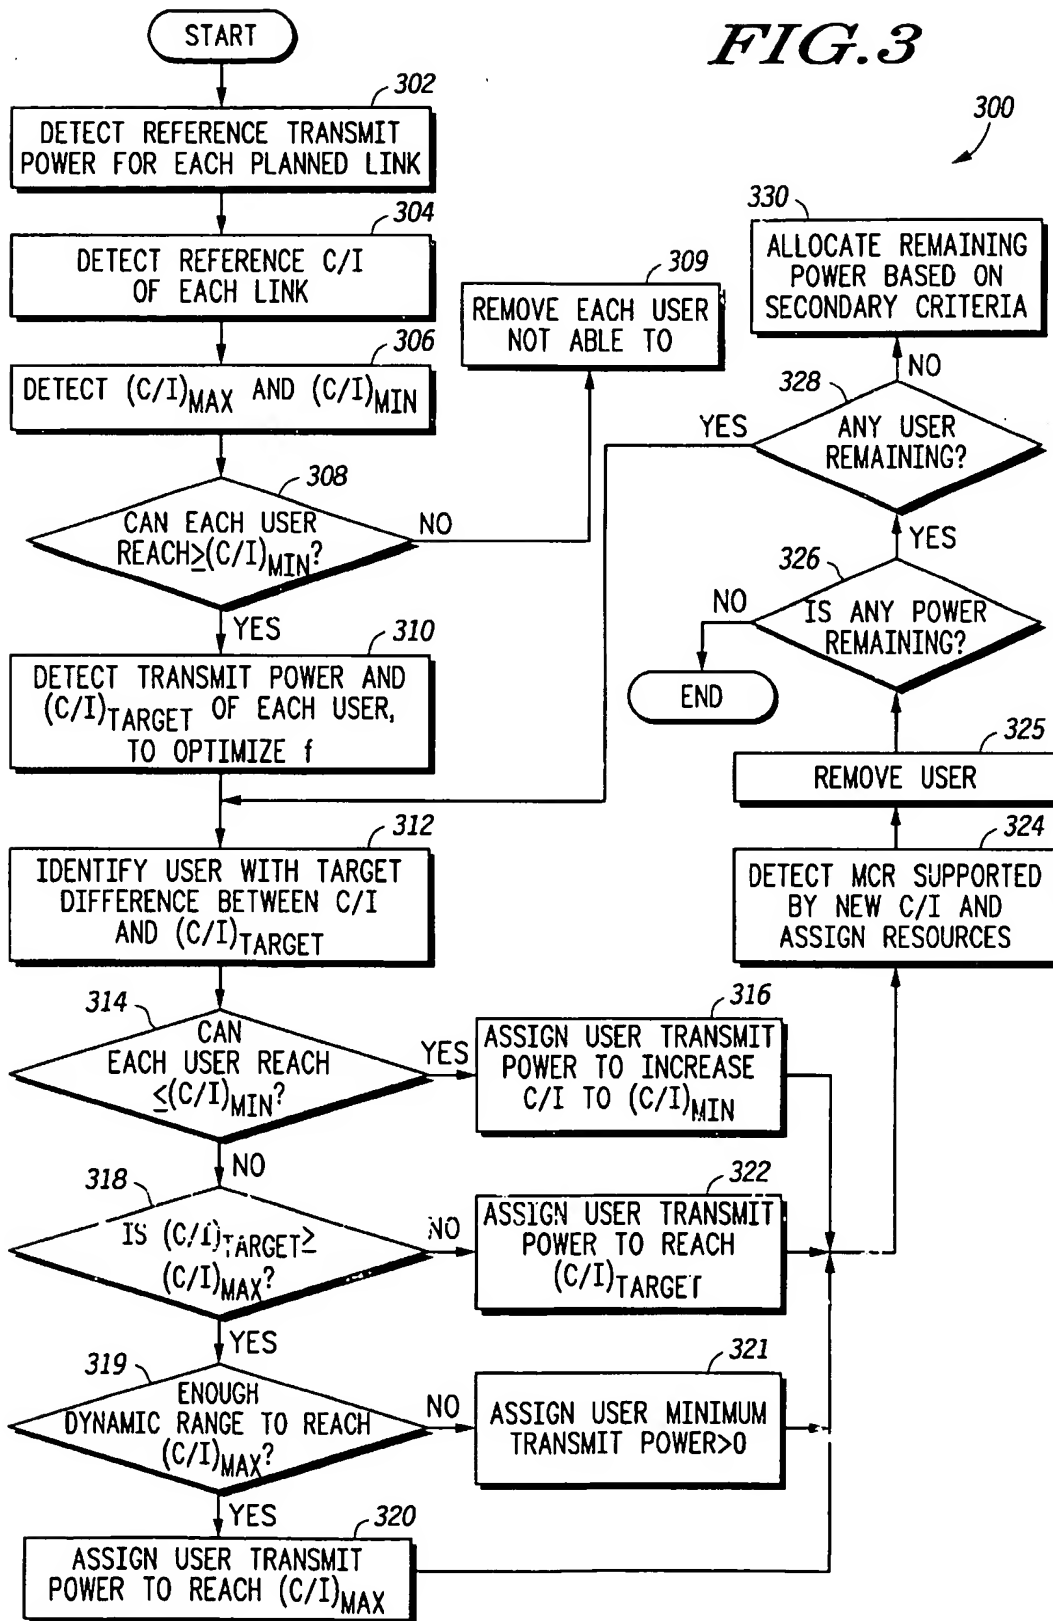 START
FIG.3
300
302
DETECT REFERENCE TRANSMIT
POWER FOR EACH PLANNED LINK
304
DETECT REFERENCE C/I
OF EACH LINK
306
DETECT (C/I)MAX AND (C/I)MIN
308
CAN EACH USER
REACH≥(C/I)MIN?
NO
309
REMOVE EACH USER
NOT ABLE TO
YES
310
DETECT TRANSMIT POWER AND
(C/I)TARGET OF EACH USER,
TO OPTIMIZE f
312
IDENTIFY USER WITH TARGET
DIFFERENCE BETWEEN C/I
AND (C/I)TARGET
314
CAN
EACH USER REACH
≤(C/I)MIN?
YES
316
ASSIGN USER TRANSMIT
POWER TO INCREASE
C/I TO (C/I)MIN
NO
318
IS (C/I)TARGET≥
(C/I)MAX?
NO
322
ASSIGN USER TRANSMIT
POWER TO REACH
(C/I)TARGET
YES
319
ENOUGH
DYNAMIC RANGE TO REACH
(C/I)MAX?
NO
321
ASSIGN USER MINIMUM
TRANSMIT POWER>0
YES
320
ASSIGN USER TRANSMIT
POWER TO REACH (C/I)MAX
330
ALLOCATE REMAINING
POWER BASED ON
SECONDARY CRITERIA
NO
328
YES
ANY USER
REMAINING?
YES
326
NO
IS ANY POWER
REMAINING?
END
325
REMOVE USER
324
DETECT MCR SUPPORTED
BY NEW C/I AND
ASSIGN RESOURCES